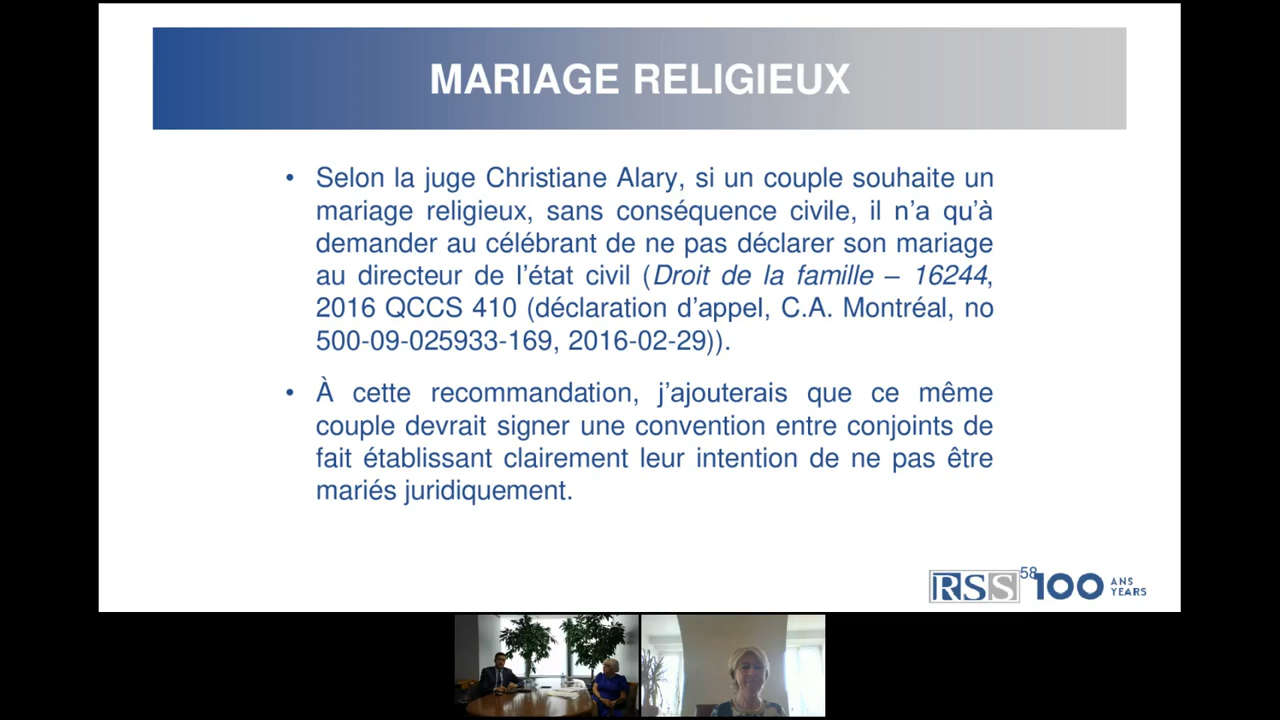 MARIAGE RELIGIEUX
• Selon la juge Christiane Alary, si un couple souhaite un
mariage religieux, sans conséquence civile, il n’a qu’à
demander au célébrant de ne pas déclarer son mariage
au directeur de l’état civil (Droit de la famille – 16244,
2016 QCCS 410 (déclaration d’appel, C.A. Montréal, no
500-09-025933-169, 2016-02-29)).
• À cette recommandation, j’ajouterais que ce même
couple devrait signer une convention entre conjoints de
fait établissant clairement leur intention de ne pas être
mariés juridiquement.
58
RSS 100 ANS
YEARS